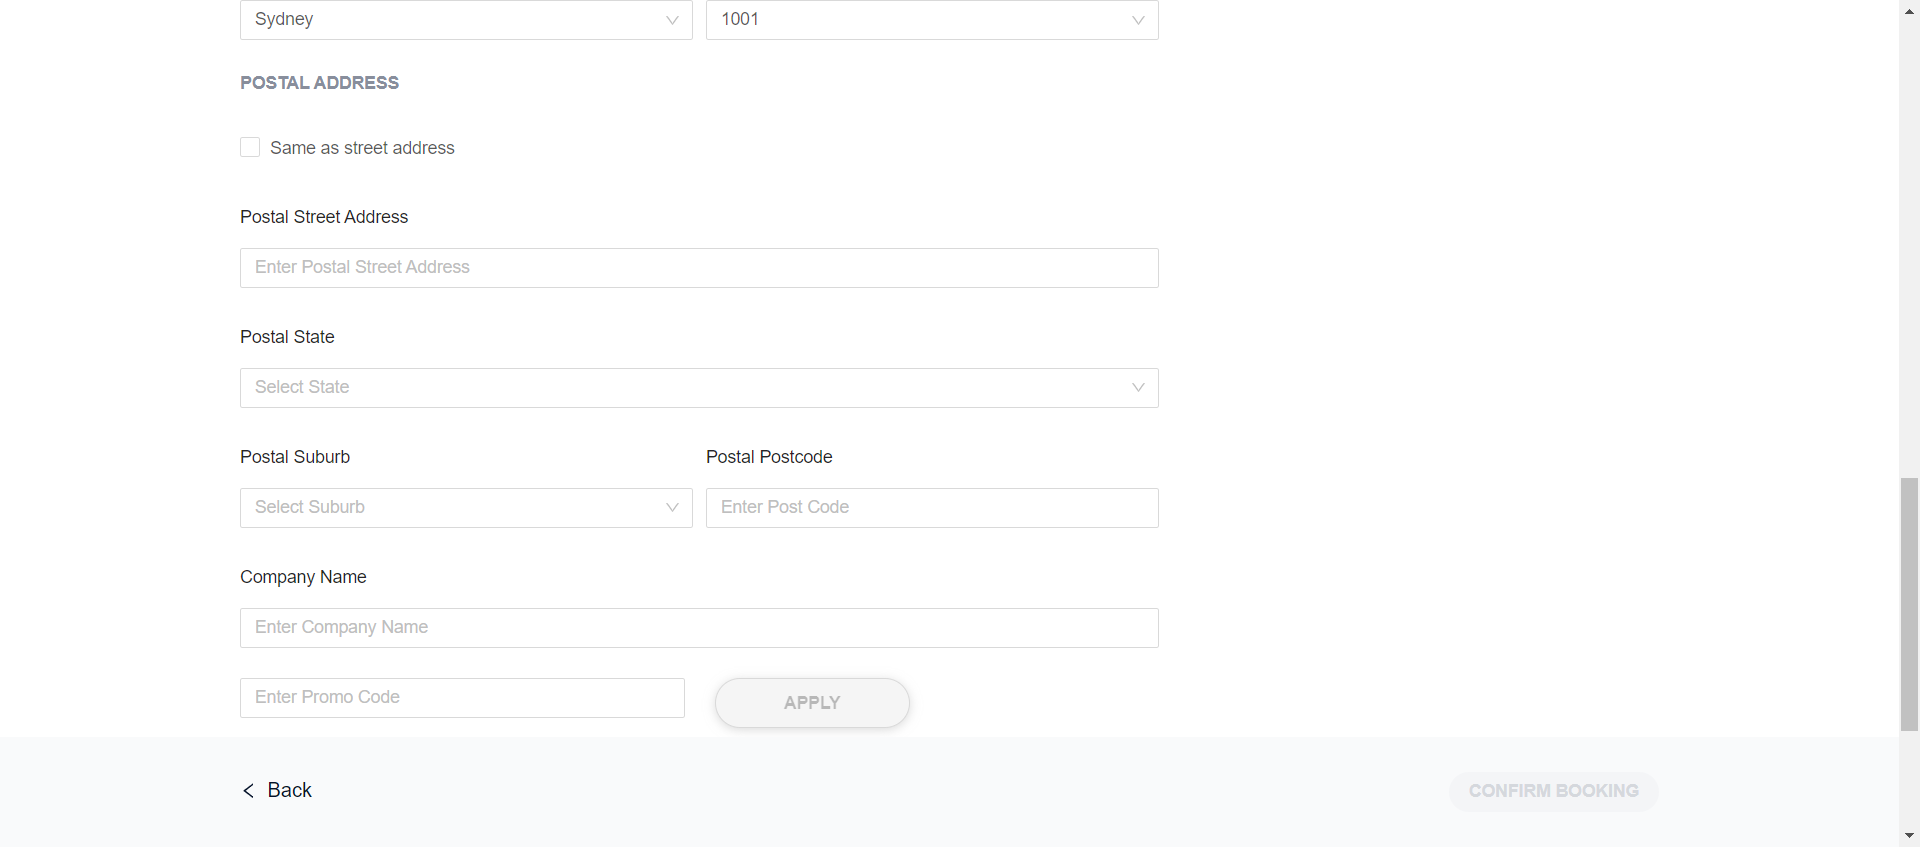 Sydney 1001
POSTAL ADDRESS
Same as street address
Postal Street Address
Enter Postal Street Address
Postal State
Select State
Postal Suburb Postal Postcode
Select Suburb Enter Post Code
Company Name
Enter Company Name
Enter Promo Code APPLY
Back CONFIRM BOOKING